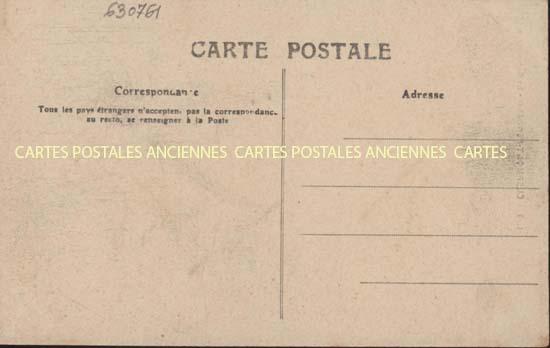 630761
CARTE POSTALE
Correspondance
Tous les pays étrangers n'acceptent pas la correspondance
au recto, se renseigner à la Poste
Adresse
CARTES POSTALES ANCIENNES CARTES POSTALES ANCIENNES CARTES